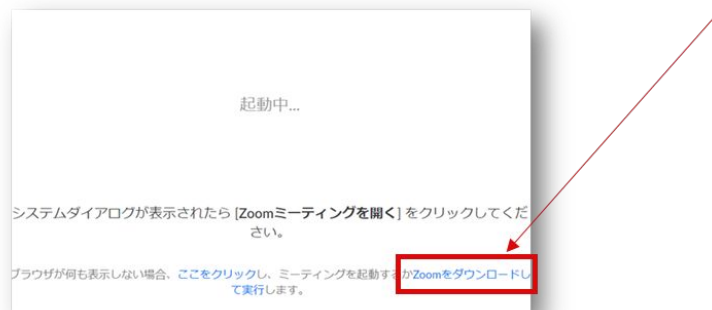 起動中...
システムダイアログが表示されたら [Zoomミーティングを開く] をクリックしてくだ
さい。
ブラウザが何も表示しない場合、ここをクリックし、ミーティングを起動するかZoomをダウンロードし
て実行します。